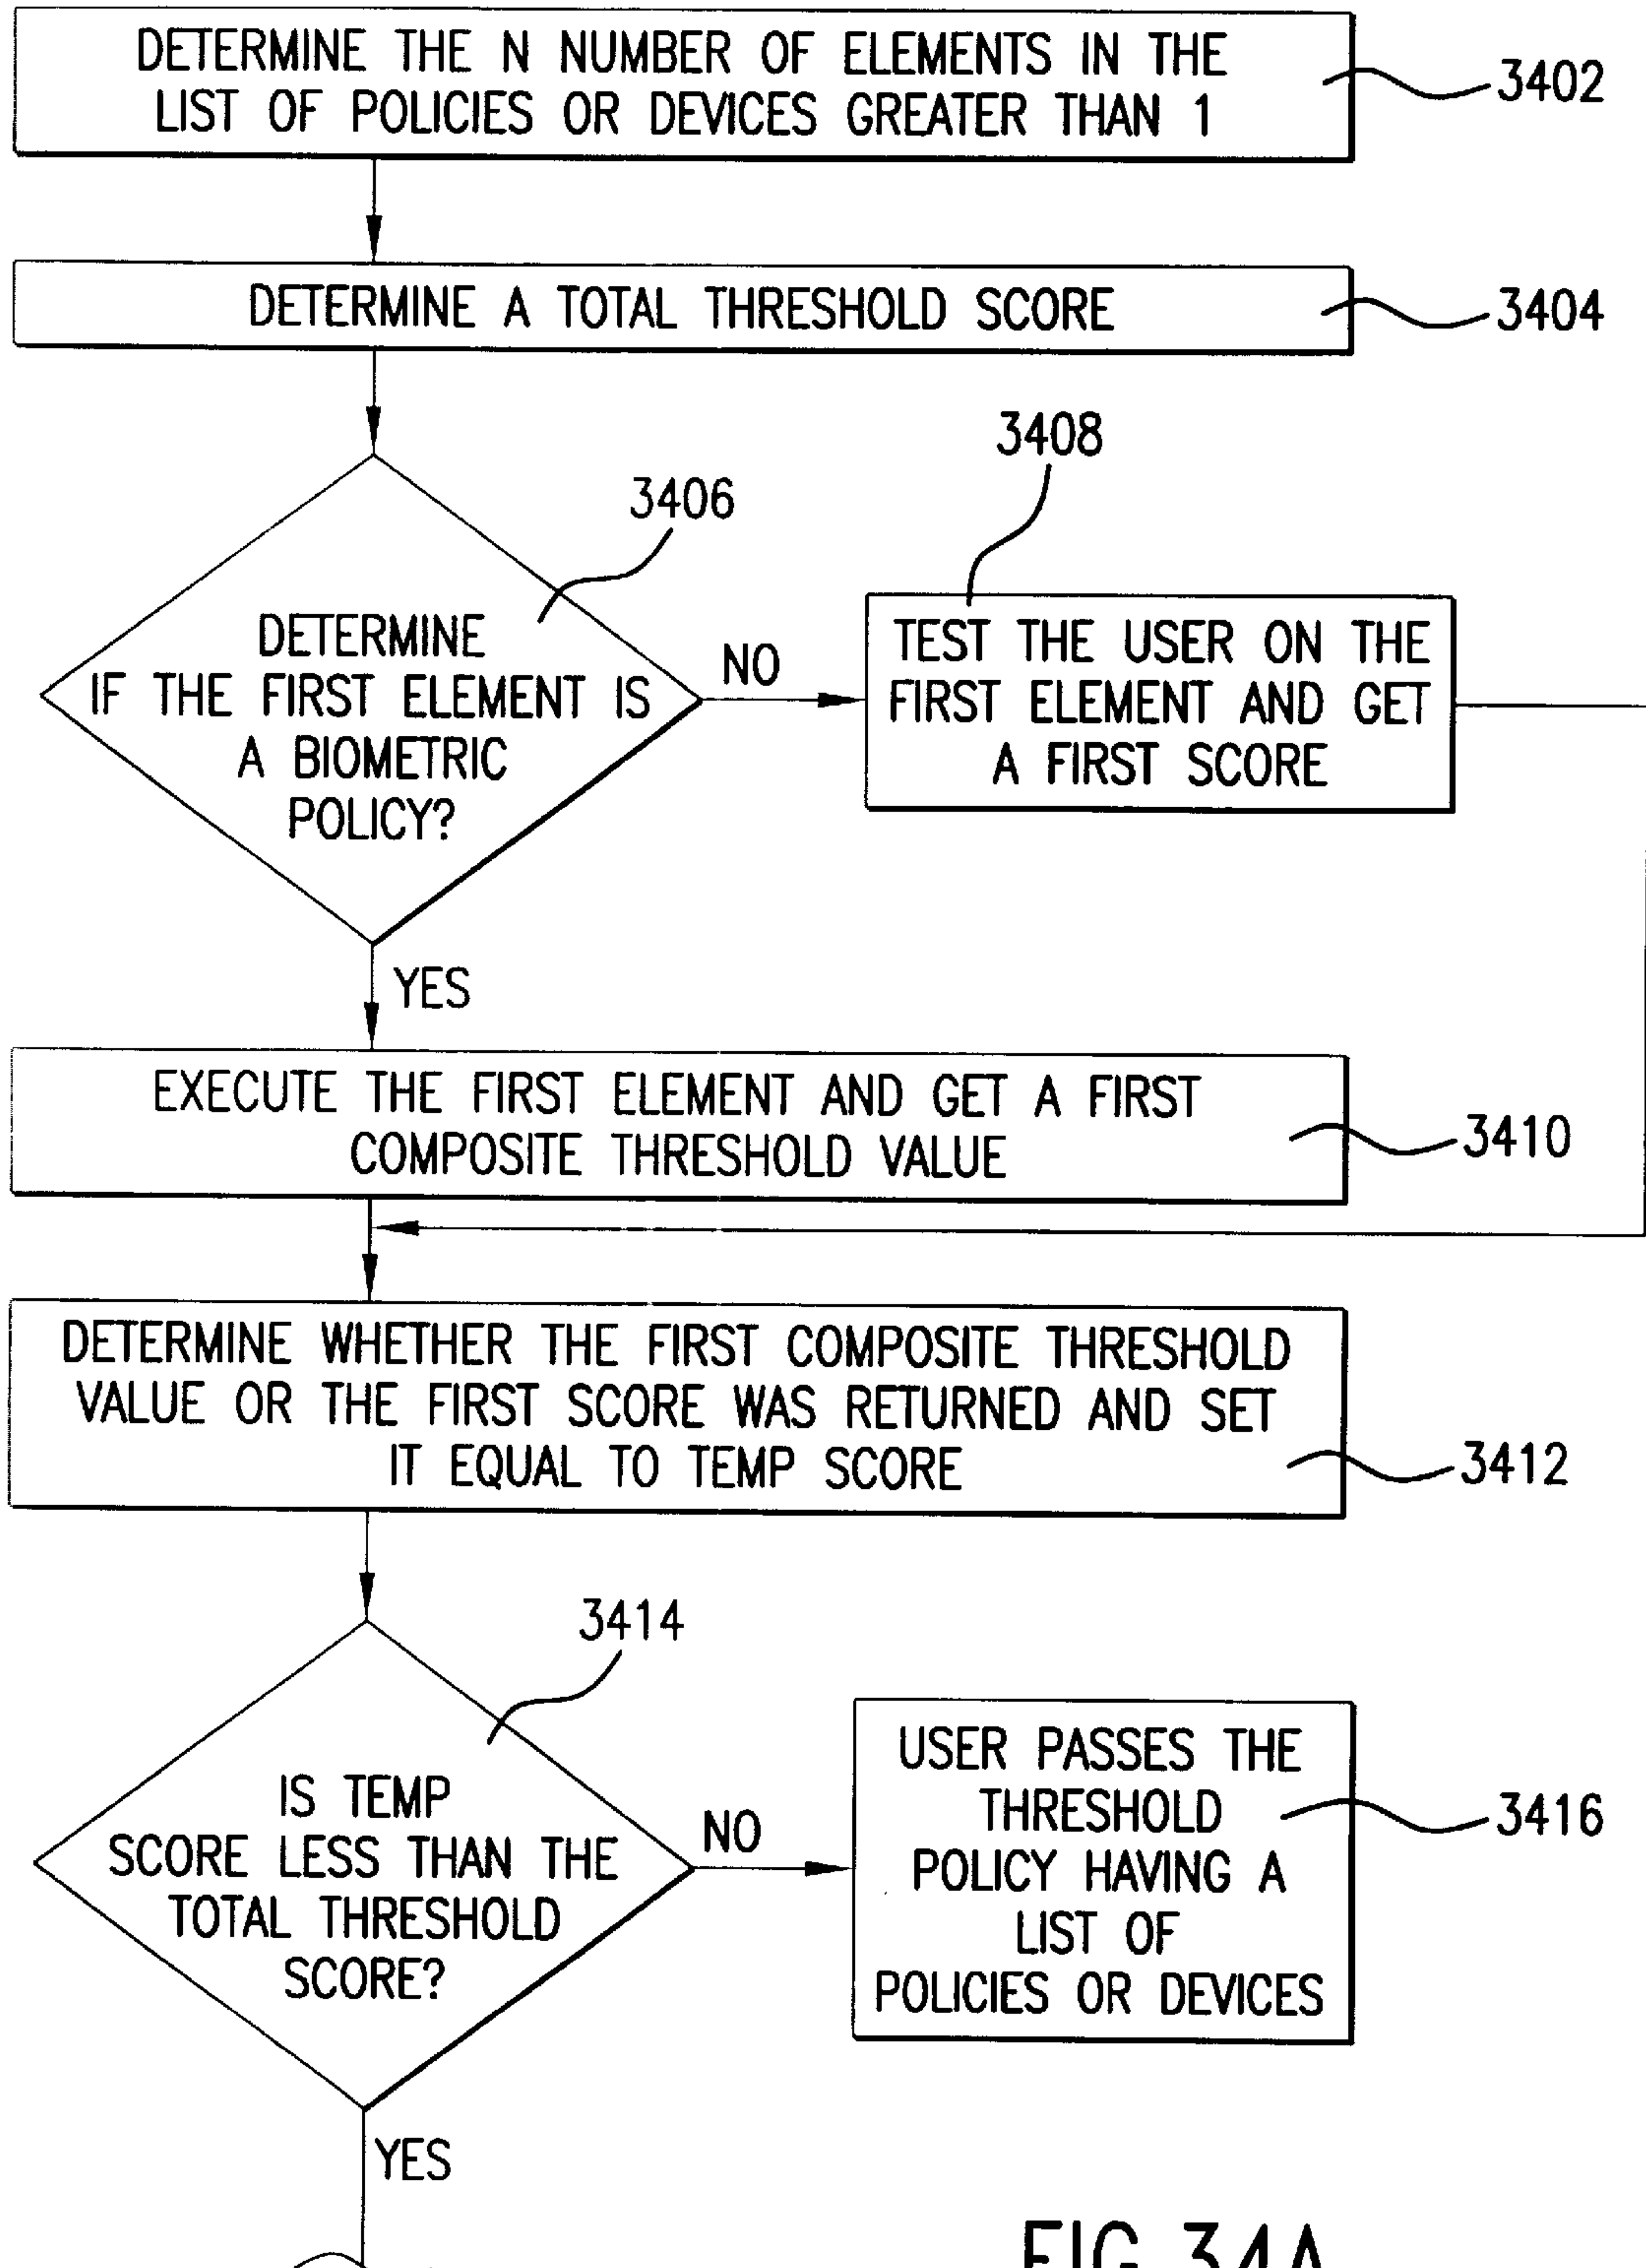 DETERMINE THE N NUMBER OF ELEMENTS IN THE
LIST OF POLICIES OR DEVICES GREATER THAN 1
3402
DETERMINE A TOTAL THRESHOLD SCORE
3404
3406
DETERMINE
IF THE FIRST ELEMENT IS
A BIOMETRIC
POLICY?
NO
3408
TEST THE USER ON THE
FIRST ELEMENT AND GET
A FIRST SCORE
YES
EXECUTE THE FIRST ELEMENT AND GET A FIRST
COMPOSITE THRESHOLD VALUE
3410
DETERMINE WHETHER THE FIRST COMPOSITE THRESHOLD
VALUE OR THE FIRST SCORE WAS RETURNED AND SET
IT EQUAL TO TEMP SCORE
3412
3414
IS TEMP
SCORE LESS THAN THE
TOTAL THRESHOLD
SCORE?
NO
USER PASSES THE
THRESHOLD
POLICY HAVING A
LIST OF
POLICIES OR DEVICES
3416
YES
FIG.34A